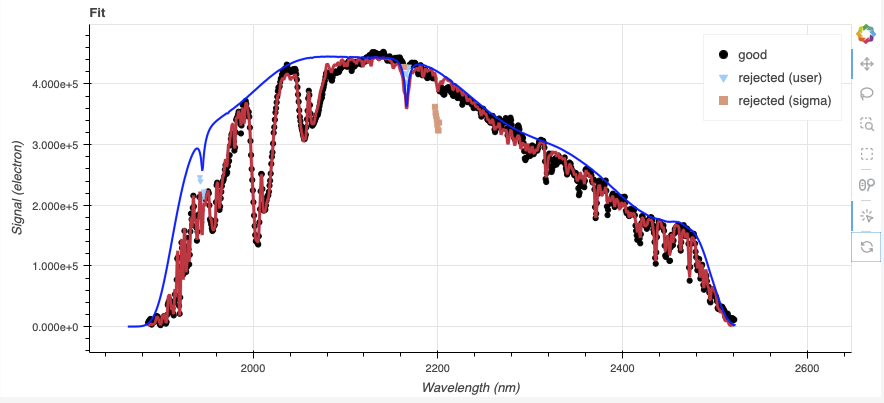 Fit
good
rejected (user)
rejected (sigma)
4.000e+5
3.000e+5
2.000e+5
1.000e+5
0.000e+0
Signal (electron)
2000
2200
2400
2600
Wavelength (nm)